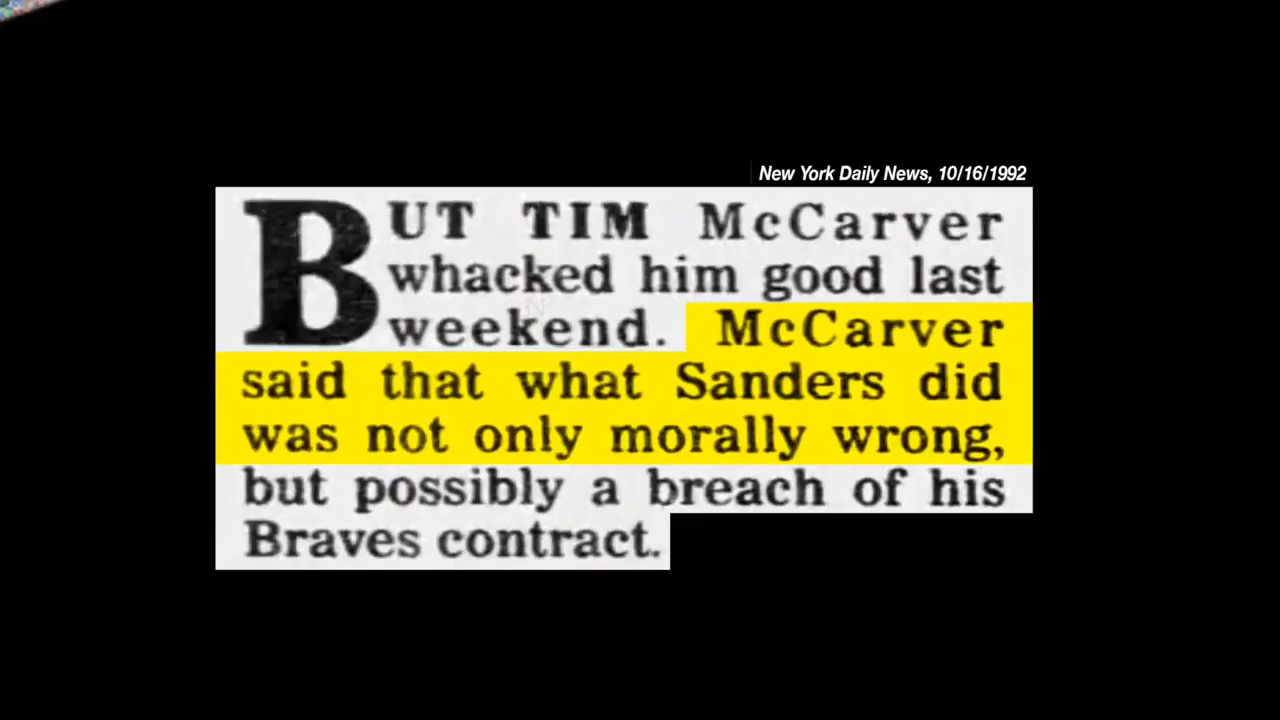 New York Daily News, 10/16/1992
BUT TIM McCarver
whacked him good last
weekend. McCarver
said that what Sanders did
was not only morally wrong,
but possibly a breach of his
Braves contract.